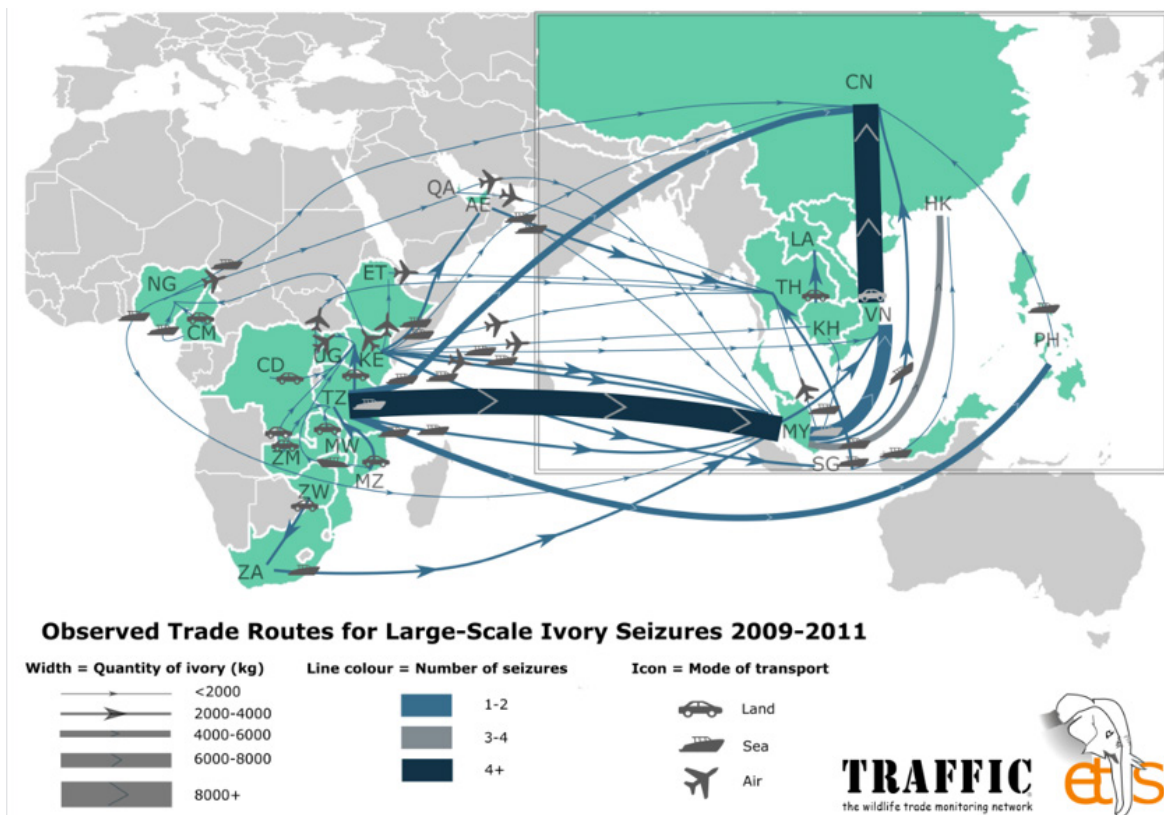 CN
HK
QA
AE
LA
NG
ET
TH
CM
VN
KH
UG
KE
PH
CD
TZ
MY
ZM
MW
SG
MZ
ZW
ZA
Observed Trade Routes for Large-Scale Ivory Seizures 2009-2011
Width = Quantity of ivory (kg)
<2000
2000-4000
4000-6000
6000-8000
8000+
Line colour = Number of seizures
1-2
3-4
4+
Icon = Mode of transport
Land
Sea
Air
TRAFFIC
the wildlife trade monitoring network
etis